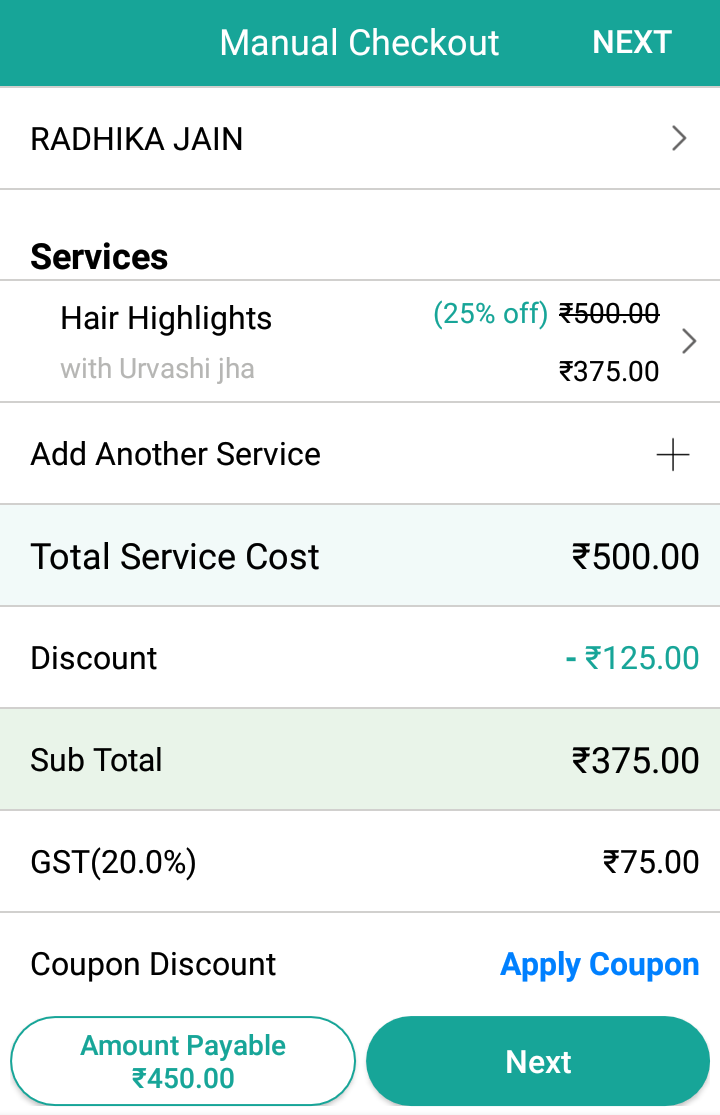 Manual Checkout NEXT
RADHIKA JAIN
Services
Hair Highlights (25% off) ₹500.00
with Urvashi jha ₹375.00
Add Another Service
Total Service Cost ₹500.00
Discount - ₹125.00
Sub Total ₹375.00
GST(20.0%) ₹75.00
Coupon Discount Apply Coupon
Amount Payable
₹450.00
Next